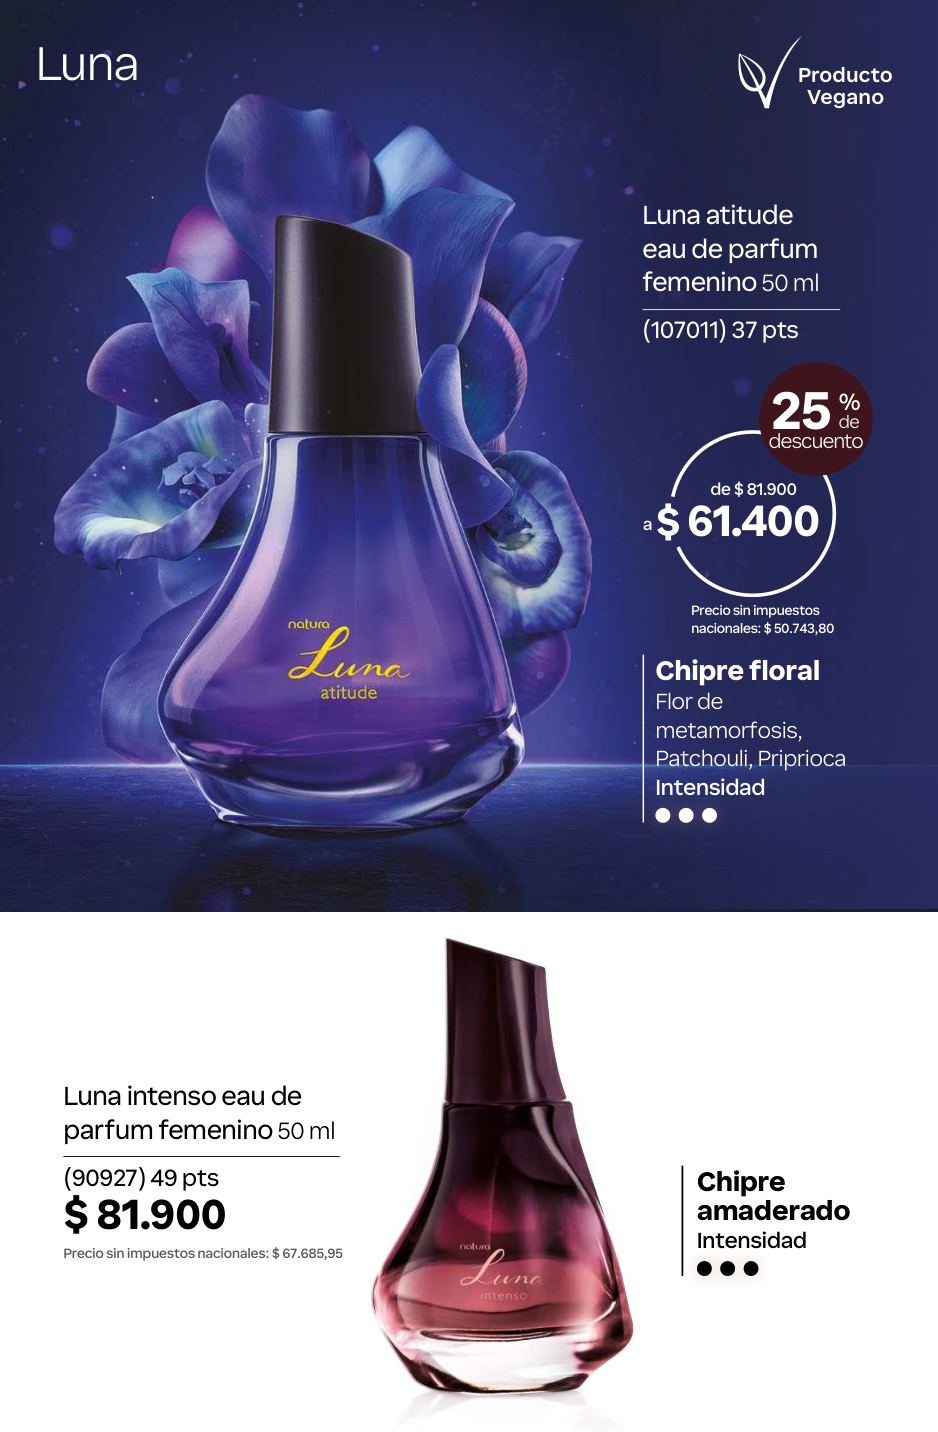 Luna
Producto
Vegano
Luna atitude
eau de parfum
femenino 50 ml
(107011) 37 pts
25 %
de
descuento
de $ 81.900
a $ 61.400
Precio sin impuestos
nacionales: $ 50.743,80
natura
Luna
atitude
Chipre floral
Flor de
metamorfosis,
Patchouli, Priprioca
Intensidad
Luna intenso eau de
parfum femenino 50 ml
(90927) 49 pts
$ 81.900
Precio sin impuestos nacionales: $ 67.685,95
natura
Luna
intenso
Chipre
amaderado
Intensidad